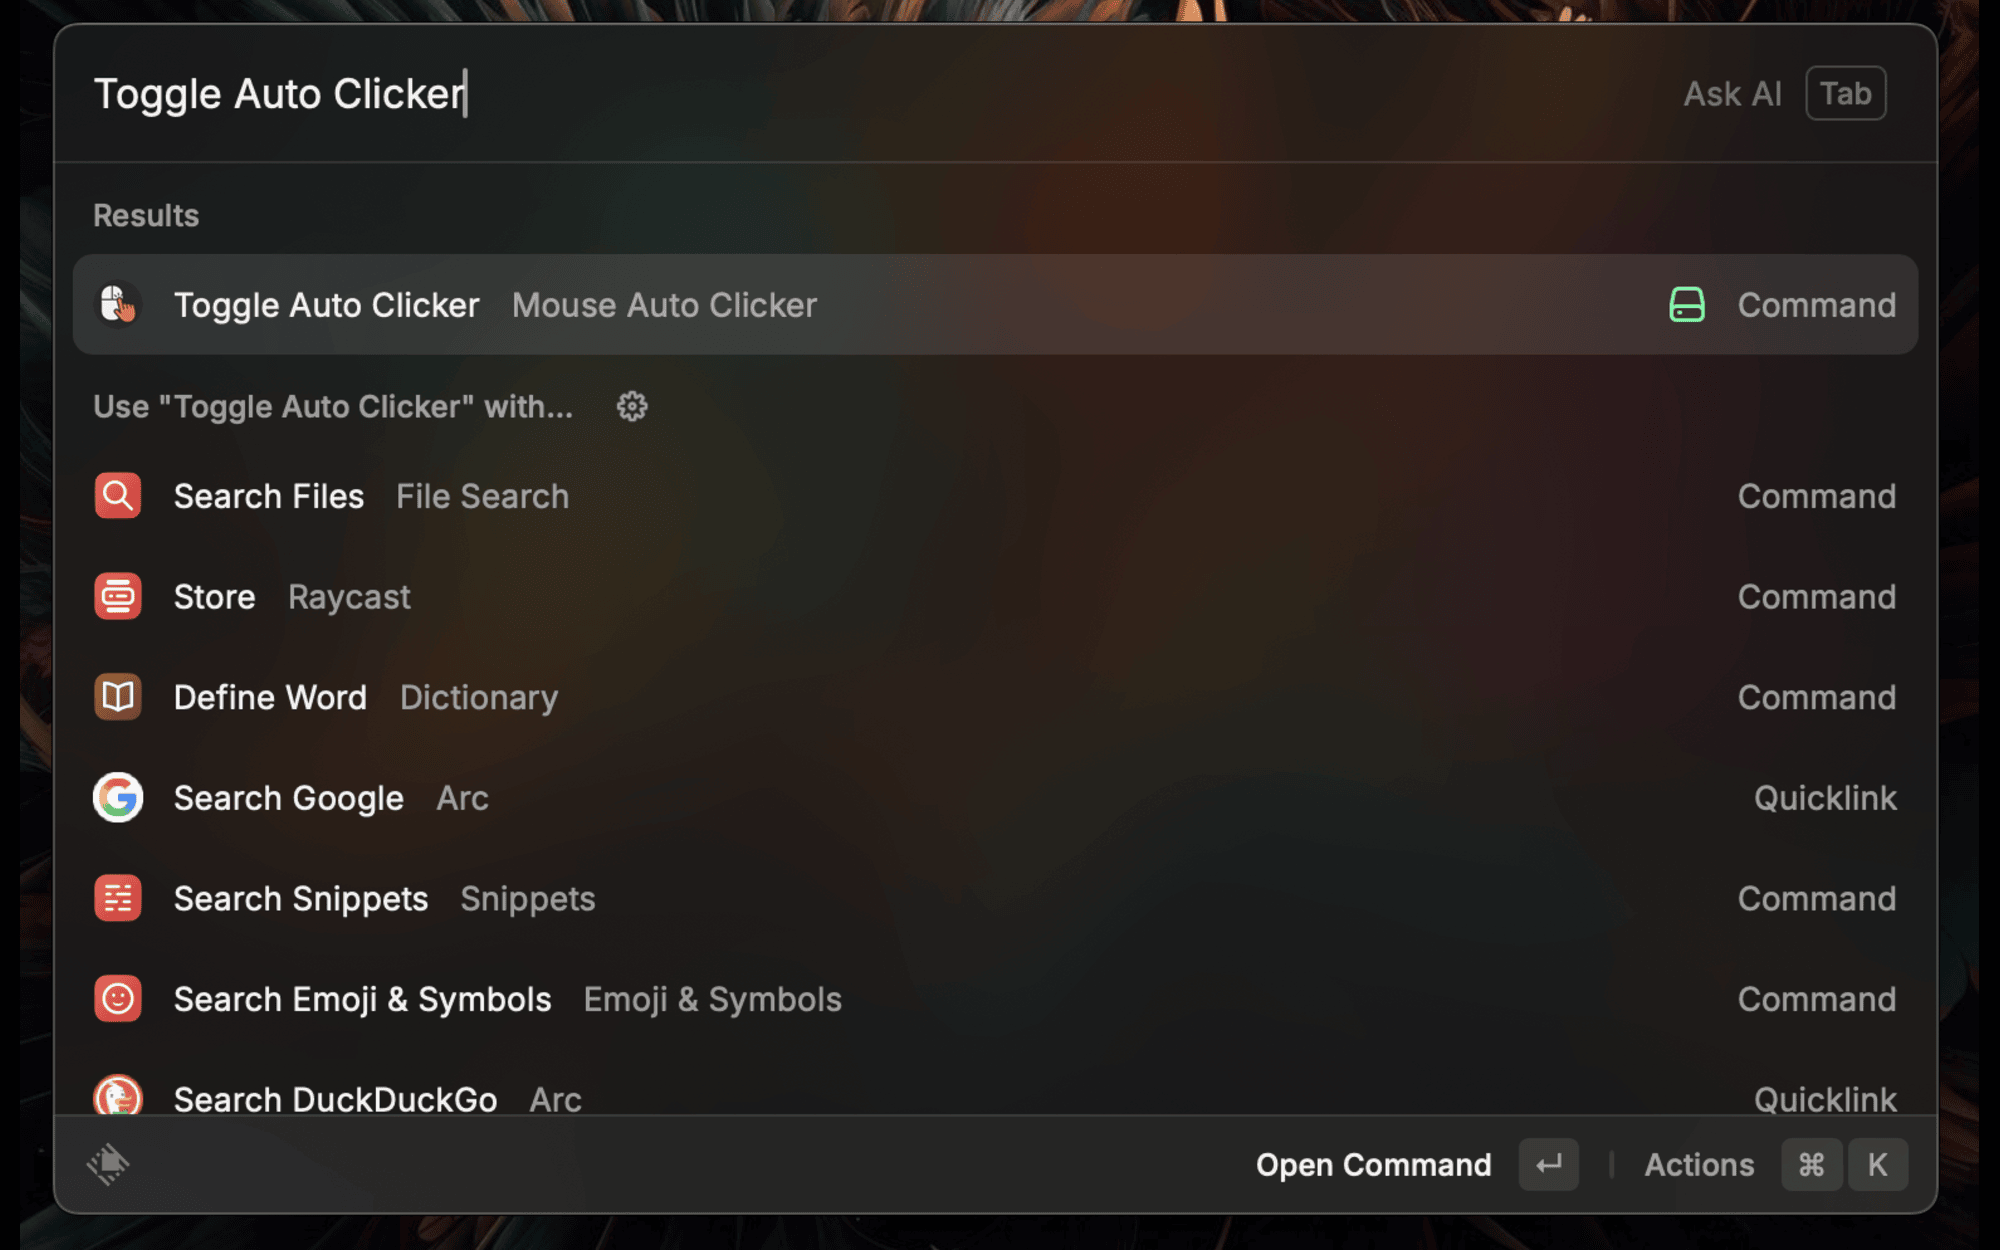 Toggle Auto Clicker Ask AI Tab
Results
Toggle Auto Clicker Mouse Auto Clicker Command
Use "Toggle Auto Clicker" with...
Search Files File Search Command
Store Raycast Command
Define Word Dictionary Command
Search Google Arc Quicklink
Search Snippets Snippets Command
Search Emoji & Symbols Emoji & Symbols Command
Search DuckDuckGo Arc Quicklink
Open Command ↵ Actions ⌘ K